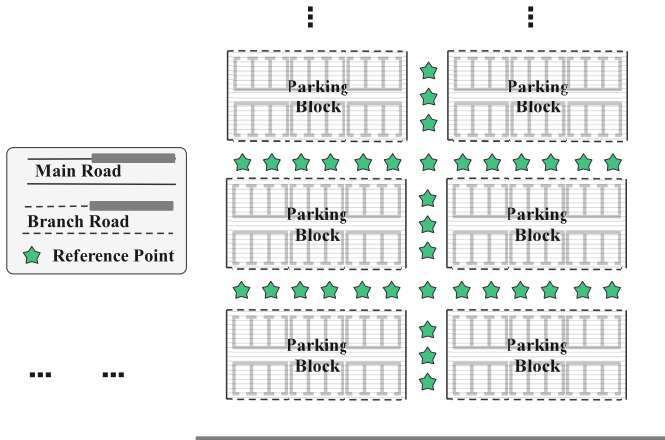 Parking
Block
Parking
Block
Main Road
Branch Road
Reference Point
Parking
Block
Parking
Block
Parking
Block
Parking
Block